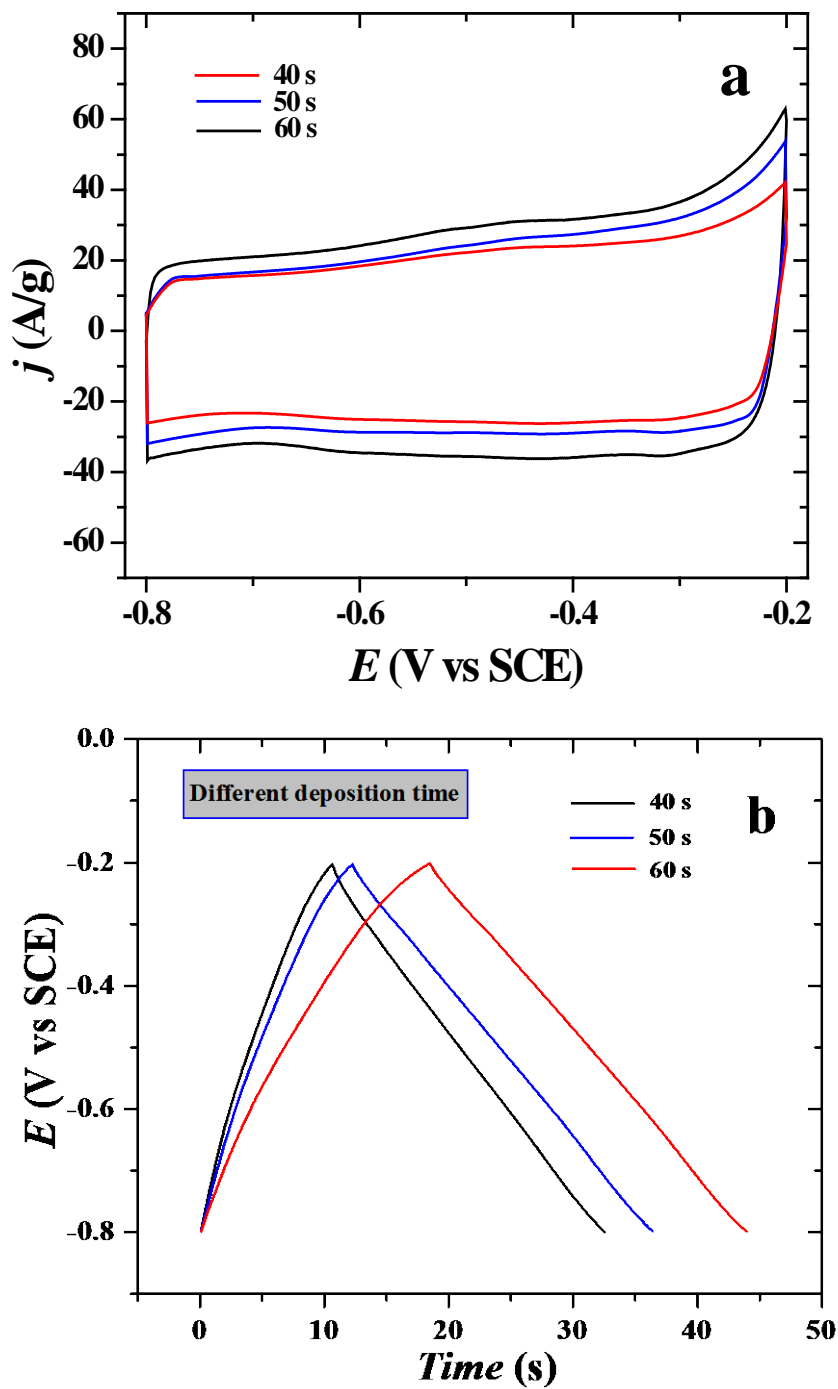 80
60
40
20
0
-20
-40
-60
j (A/g)
40 s
50 s
60 s
a
-0.8
-0.6
-0.4
-0.2
E (V vs SCE)
0.0
-0.2
-0.4
-0.6
-0.8
E (V vs SCE)
Different deposition time
40 s
50 s
60 s
b
0
10
20
30
40
50
Time (s)